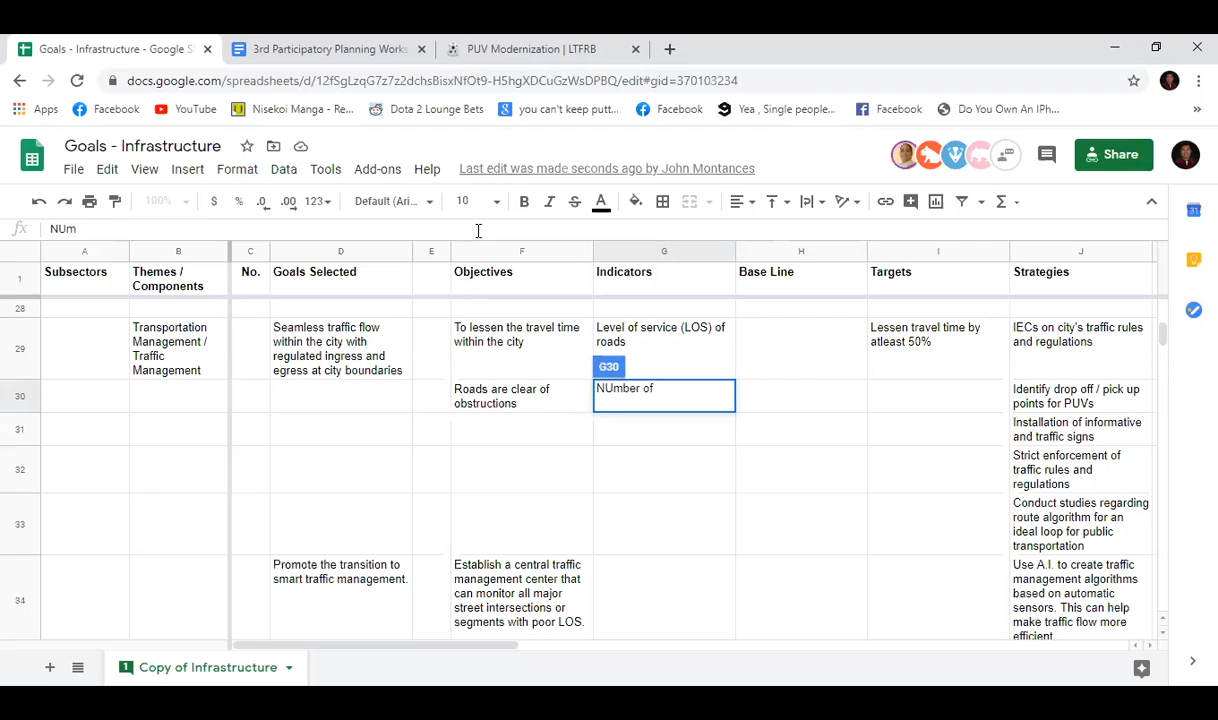 Goals - Infrastructure - Google S
3rd Participatory Planning Works
PUV Modernization | LTFRB
docs.google.com/spreadsheets/d/12fSgLzqG7z7z2dchsBisxNfOt9-H5hgXDCuGzWsDPBQ/edit#gid=370103234
Apps
Facebook
YouTube
Nisekoi Manga - Re...
Dota 2 Lounge Bets
you can't keep putt...
Facebook
Yea , Single people...
Facebook
Do You Own An IPh...
»
Goals - Infrastructure
Share
File Edit View Insert Format Data Tools Add-ons Help
Last edit was made seconds ago by John Montances
100% $ % .0 .00 123 Default (Ari... 10 B I S A Σ
31
fx NUm
A B C D E F G H I J
1
Subsectors
Themes /
Components
No.
Goals Selected
Objectives
Indicators
Base Line
Targets
Strategies
28
29
Transportation
Management /
Traffic
Management
Seamless traffic flow
within the city with
regulated ingress and
egress at city boundaries
To lessen the travel time
within the city
Level of service (LOS) of
roads
Lessen travel time by
atleast 50%
IECs on city's traffic rules
and regulations
G30
30
Roads are clear of
obstructions
NUmber of
Identify drop off / pick up
points for PUVs
31
Installation of informative
and traffic signs
32
Strict enforcement of
traffic rules and
regulations
33
Conduct studies regarding
route algorithm for an
ideal loop for public
transportation
34
Promote the transition to
smart traffic management.
Establish a central traffic
management center that
can monitor all major
street intersections or
segments with poor LOS.
Use A.I. to create traffic
management algorithms
based on automatic
sensors. This can help
make traffic flow more
efficient
1 Copy of Infrastructure